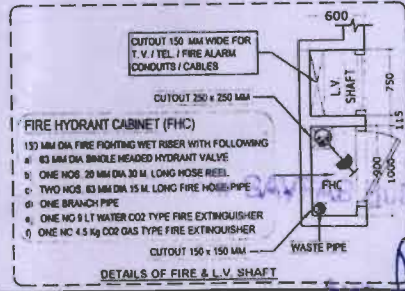 600
CUTOUT 150 MM WIDE FOR
T.V. / TEL. / FIRE ALARM
CONDUITS / CABLES
L.V.
SHAFT
750
CUTOUT 250 x 250 MM
115
FIRE HYDRANT CABINET (FHC)
150 MM DIA FIRE FIGHTING WET RISER WITH FOLLOWING
a) 63 MM DIA SINGLE HEADED HYDRANT VALVE
b) ONE NOS. 20 MM DIA 30 M. LONG HOSE REEL
c) TWO NOS. 63 MM DIA 15 M. LONG FIRE HOSE PIPE
d) ONE BRANCH PIPE
e) ONE NO 9 LT WATER CO2 TYPE FIRE EXTINGUISHER
f) ONE NO 4.5 Kg CO2 GAS TYPE FIRE EXTINGUISHER
FHC
900
1000
CUTOUT 150 x 150 MM
WASTE PIPE
DETAILS OF FIRE & L.V. SHAFT